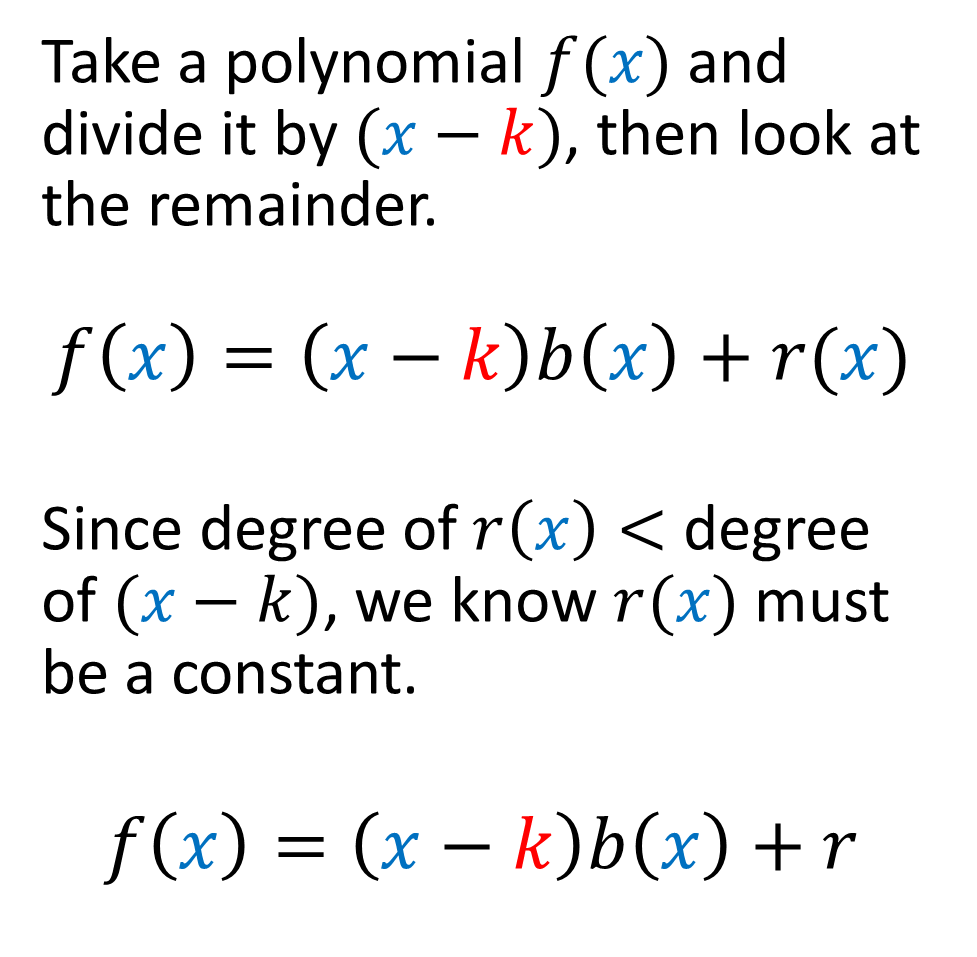 Take a polynomial f(x) and
divide it by (x − k), then look at
the remainder.
f(x) = (x − k)b(x) + r(x)
Since degree of r(x) < degree
of (x − k), we know r(x) must
be a constant.
f(x) = (x − k)b(x) + r